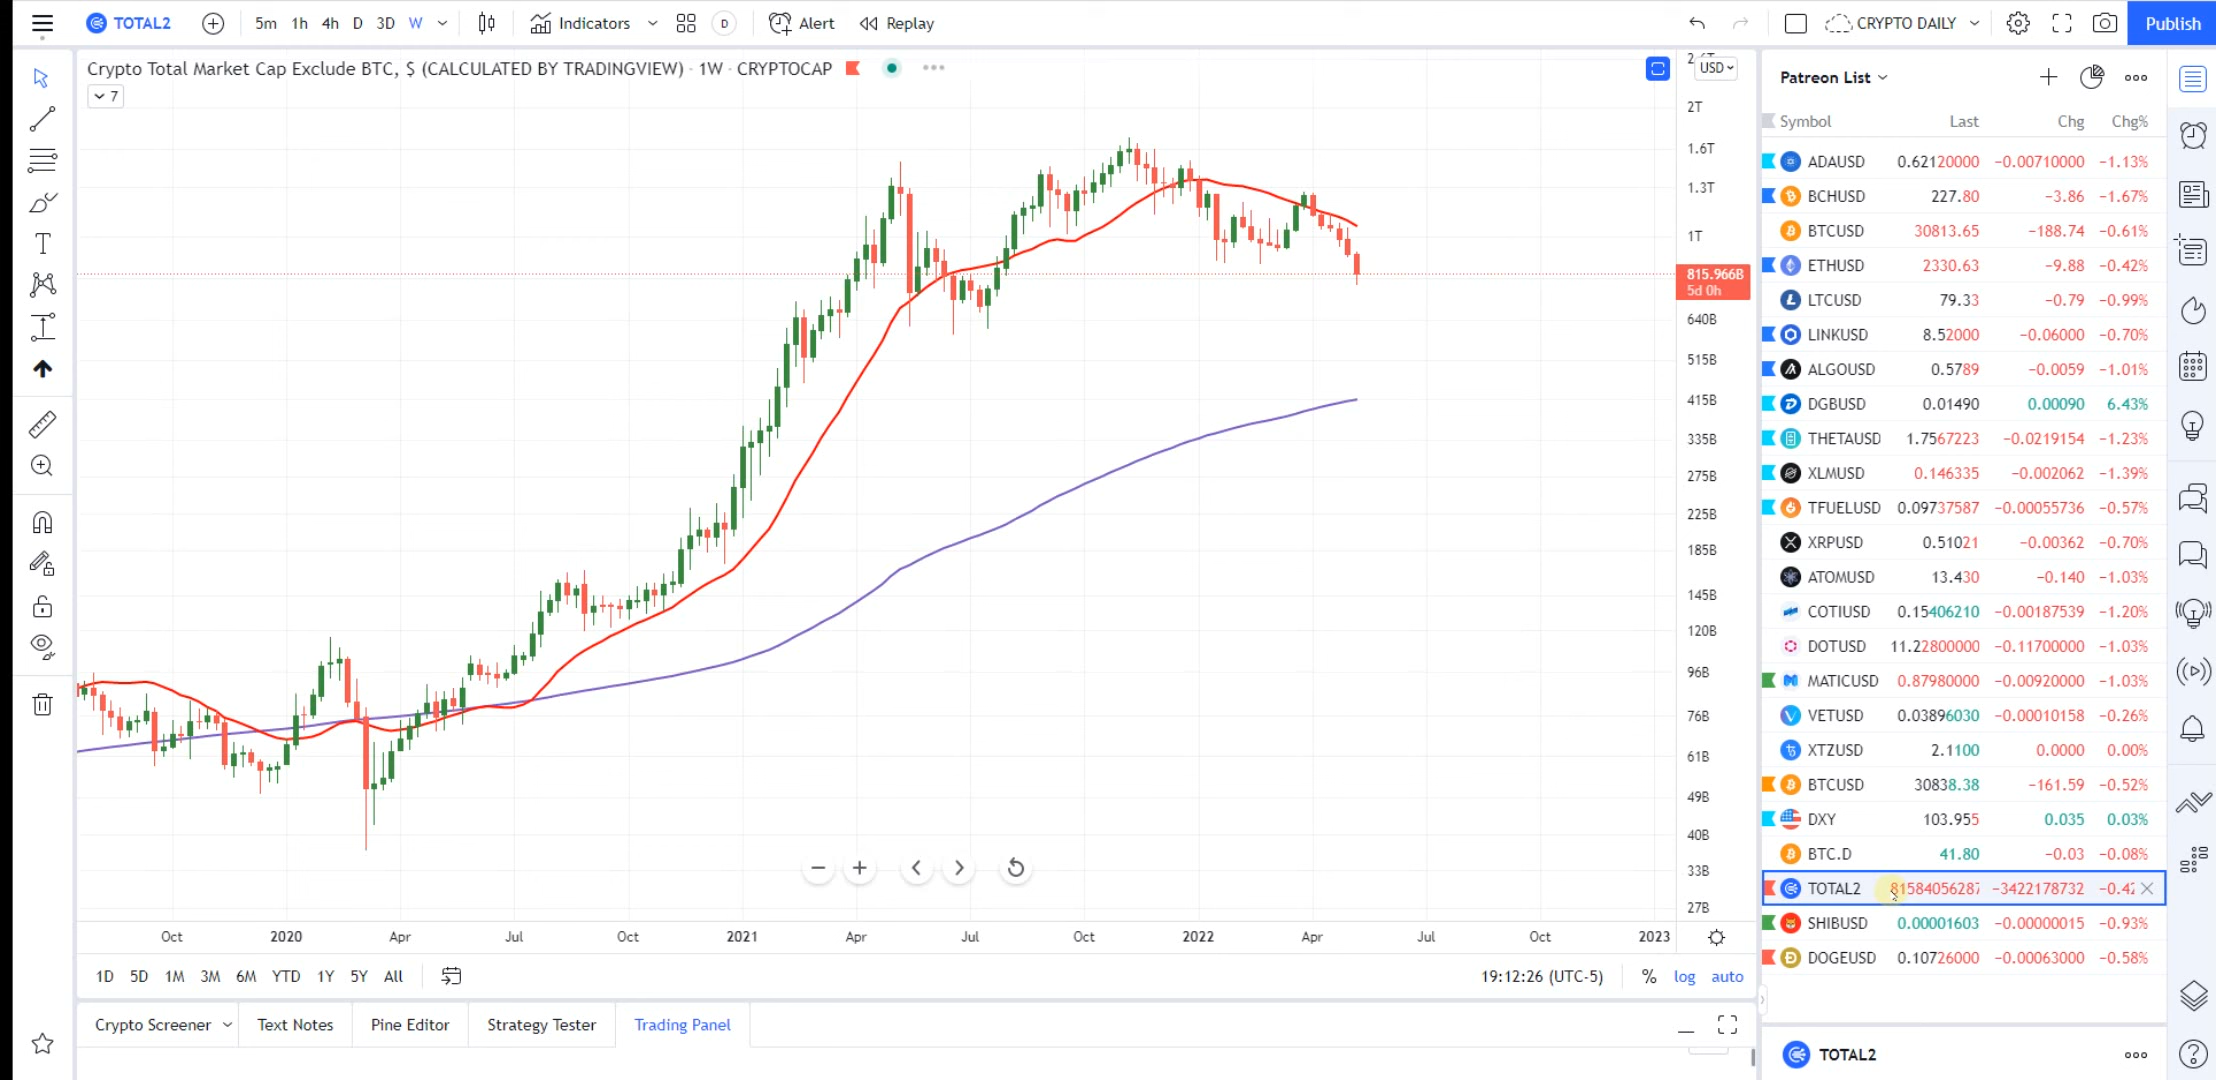 TOTAL2 5m 1h 4h D 3D W Indicators D Alert Replay CRYPTO DAILY Publish
Crypto Total Market Cap Exclude BTC, $ (CALCULATED BY TRADINGVIEW) · 1W · CRYPTOCAP
7
USD
2T
1.6T
1.3T
1T
815.966B
5d 0h
640B
515B
415B
335B
275B
225B
185B
145B
120B
96B
76B
61B
49B
40B
33B
27B
Oct 2020 Apr Jul Oct 2021 Apr Jul Oct 2022 Apr Jul Oct 2023
1D 5D 1M 3M 6M YTD 1Y 5Y All 19:12:26 (UTC-5) % log auto
Crypto Screener Text Notes Pine Editor Strategy Tester Trading Panel
Patreon List
Symbol Last Chg Chg%
ADAUSD 0.62120000 −0.00710000 −1.13%
BCHUSD 227.80 −3.86 −1.67%
BTCUSD 30813.65 −188.74 −0.61%
ETHUSD 2330.63 −9.88 −0.42%
LTCUSD 79.33 −0.79 −0.99%
LINKUSD 8.52000 −0.06000 −0.70%
ALGOUSD 0.5789 −0.0059 −1.01%
DGBUSD 0.01490 0.00090 6.43%
THETAUSD 1.7567223 −0.0219154 −1.23%
XLMUSD 0.146335 −0.002062 −1.39%
TFUELUSD 0.09737587 −0.00055736 −0.57%
XRPUSD 0.51021 −0.00362 −0.70%
ATOMUSD 13.430 −0.140 −1.03%
COTIUSD 0.15406210 −0.00187539 −1.20%
DOTUSD 11.22800000 −0.11700000 −1.03%
MATICUSD 0.87980000 −0.00920000 −1.03%
VETUSD 0.03896030 −0.00010158 −0.26%
XTZUSD 2.1100 0.0000 0.00%
BTCUSD 30838.38 −161.59 −0.52%
DXY 103.955 0.035 0.03%
BTC.D 41.80 −0.03 −0.08%
TOTAL2 81584056287 −3422178732 −0.42
SHIBUSD 0.00001603 −0.00000015 −0.93%
DOGEUSD 0.10726000 −0.00063000 −0.58%
TOTAL2